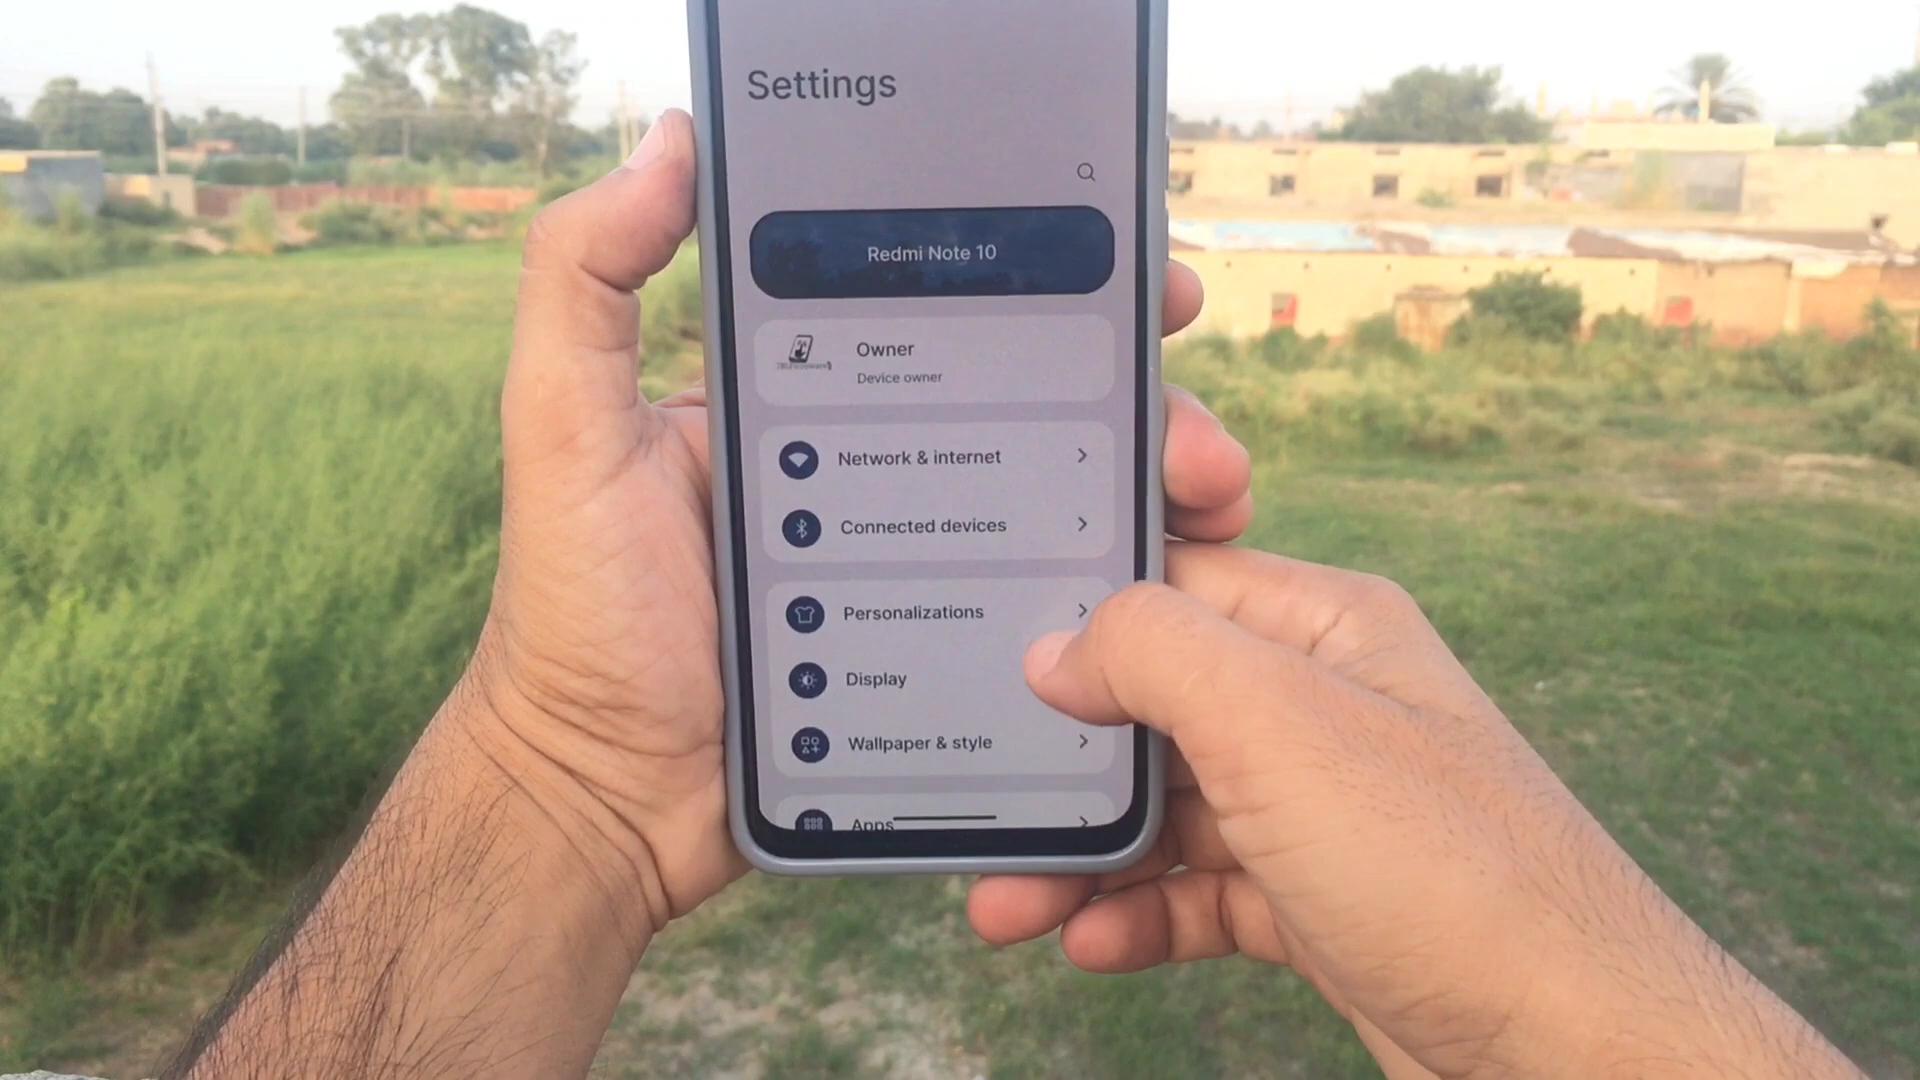 Settings
Redmi Note 10
Owner
Device owner
Network & internet
Connected devices
Personalizations
Display
Wallpaper & style
Apps